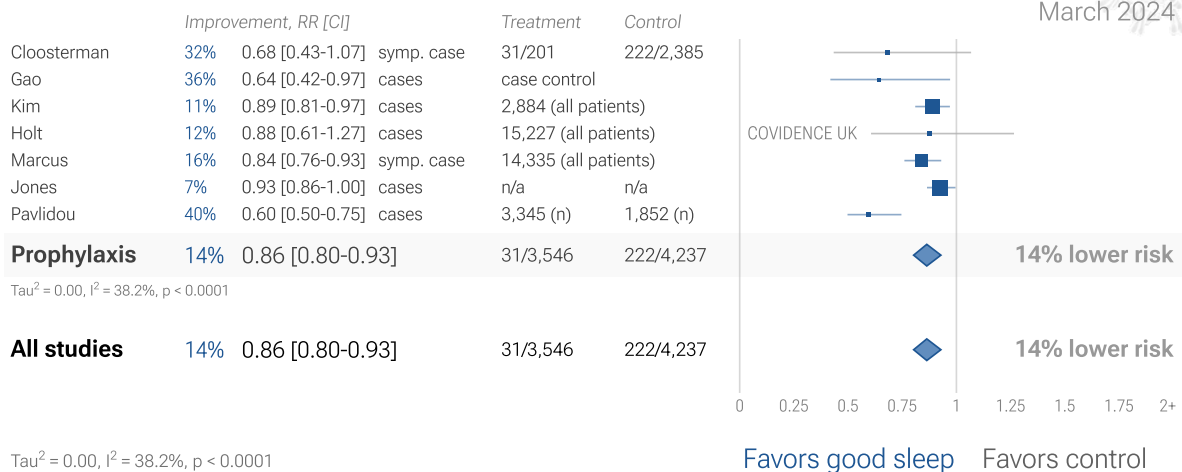 March 2024
Improvement, RR [CI] Treatment Control
Cloosterman 32% 0.68 [0.43-1.07] symp. case 31/201 222/2,385
Gao 36% 0.64 [0.42-0.97] cases case control
Kim 11% 0.89 [0.81-0.97] cases 2,884 (all patients)
Holt 12% 0.88 [0.61-1.27] cases 15,227 (all patients) COVIDENCE UK
Marcus 16% 0.84 [0.76-0.93] symp. case 14,335 (all patients)
Jones 7% 0.93 [0.86-1.00] cases n/a n/a
Pavlidou 40% 0.60 [0.50-0.75] cases 3,345 (n) 1,852 (n)
Prophylaxis 14% 0.86 [0.80-0.93] 31/3,546 222/4,237 14% lower risk
Tau² = 0.00, I² = 38.2%, p < 0.0001
All studies 14% 0.86 [0.80-0.93] 31/3,546 222/4,237 14% lower risk
0 0.25 0.5 0.75 1 1.25 1.5 1.75 2+
Tau² = 0.00, I² = 38.2%, p < 0.0001 Favors good sleep Favors control